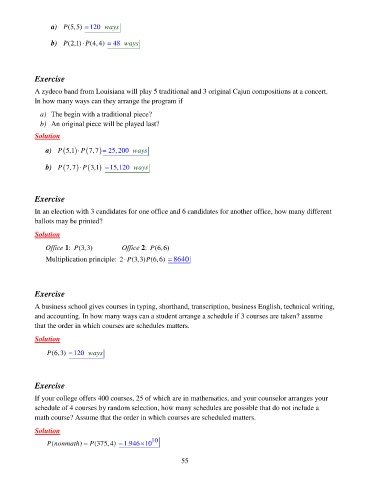 a) P(5,5) = 120 ways
b) P(2,1)·P(4,4) = 48 ways
Exercise
A zydeco band from Louisiana will play 5 traditional and 3 original Cajun compositions at a concert.
In how many ways can they arrange the program if
a) The begin with a traditional piece?
b) An original piece will be played last?
Solution
a) P(5,1)·P(7,7) = 25,200 ways
b) P(7,7)·P(3,1) = 15,120 ways
Exercise
In an election with 3 candidates for one office and 6 candidates for another office, how many different
ballots may be printed?
Solution
Office 1: P(3,3) Office 2: P(6,6)
Multiplication principle: 2·P(3,3)P(6,6) = 8640
Exercise
A business school gives courses in typing, shorthand, transcription, business English, technical writing,
and accounting. In how many ways can a student arrange a schedule if 3 courses are taken? assume
that the order in which courses are schedules matters.
Solution
P(6,3) = 120 ways
Exercise
If your college offers 400 courses, 25 of which are in mathematics, and your counselor arranges your
schedule of 4 courses by random selection, how many schedules are possible that do not include a
math course? Assume that the order in which courses are scheduled matters.
Solution
P(nonmath) = P(375,4) = 1.946×10¹⁰
55